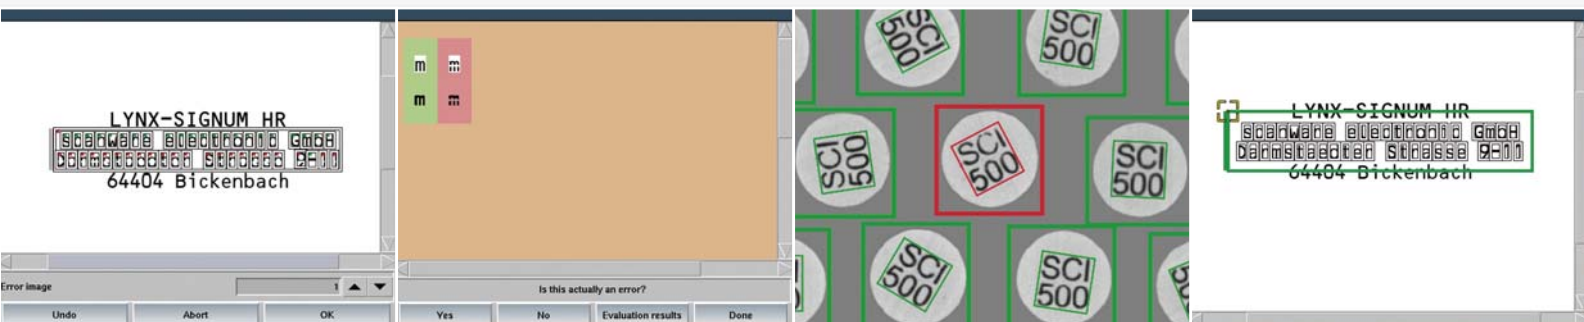 LYNX-SIGNUM HR
scanware electronic GmbH
Darmstaedter Strasse 9-11
64404 Bickenbach
Error image
1
Undo
Abort
OK
m m
m m
Is this actually an error?
Yes
No
Evaluation results
Done
SCI
500
SCI
500
SCI
500
SCI
500
SCI
500
SCI
500
SCI
500
LYNX-SIGNUM HR
scanware electronic GmbH
Darmstaedter Strasse 9-11
64404 Bickenbach